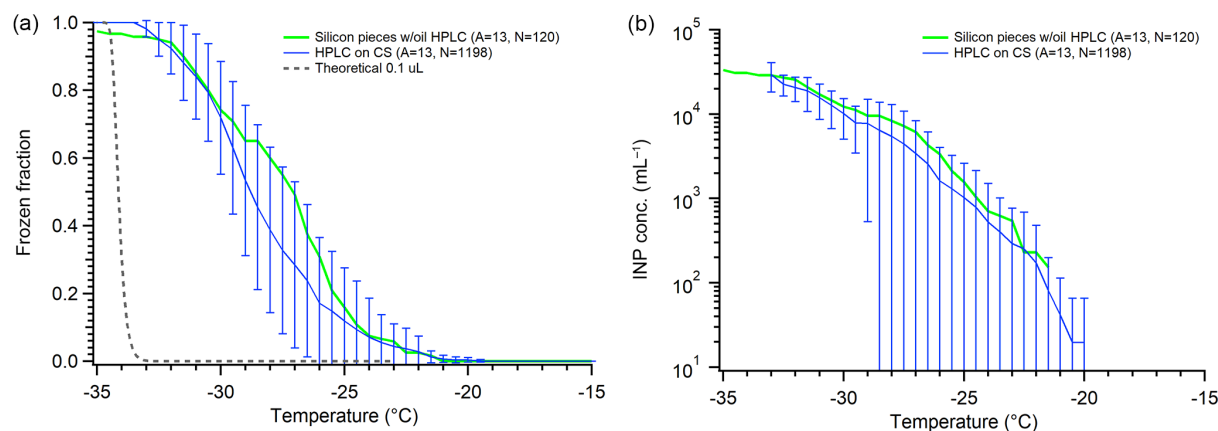 (a)
Silicon pieces w/oil HPLC (A=13, N=120)
HPLC on CS (A=13, N=1198)
Theoretical 0.1 uL
Frozen fraction
1.0
0.8
0.6
0.4
0.2
0.0
-35
-30
-25
-20
-15
Temperature (°C)
(b)
Silicon pieces w/oil HPLC (A=13, N=120)
HPLC on CS (A=13, N=1198)
INP conc. (mL⁻¹)
10⁵
10⁴
10³
10²
10¹
-35
-30
-25
-20
-15
Temperature (°C)